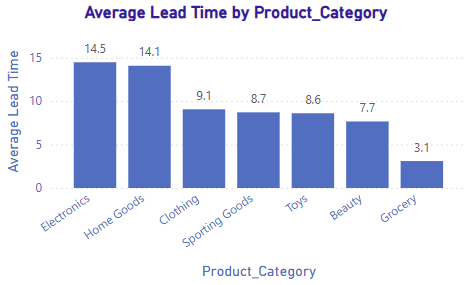 Average Lead Time by Product_Category
Average Lead Time
15
10
5
0
14.5
14.1
9.1
8.7
8.6
7.7
3.1
Electronics
Home Goods
Clothing
Sporting Goods
Toys
Beauty
Grocery
Product_Category